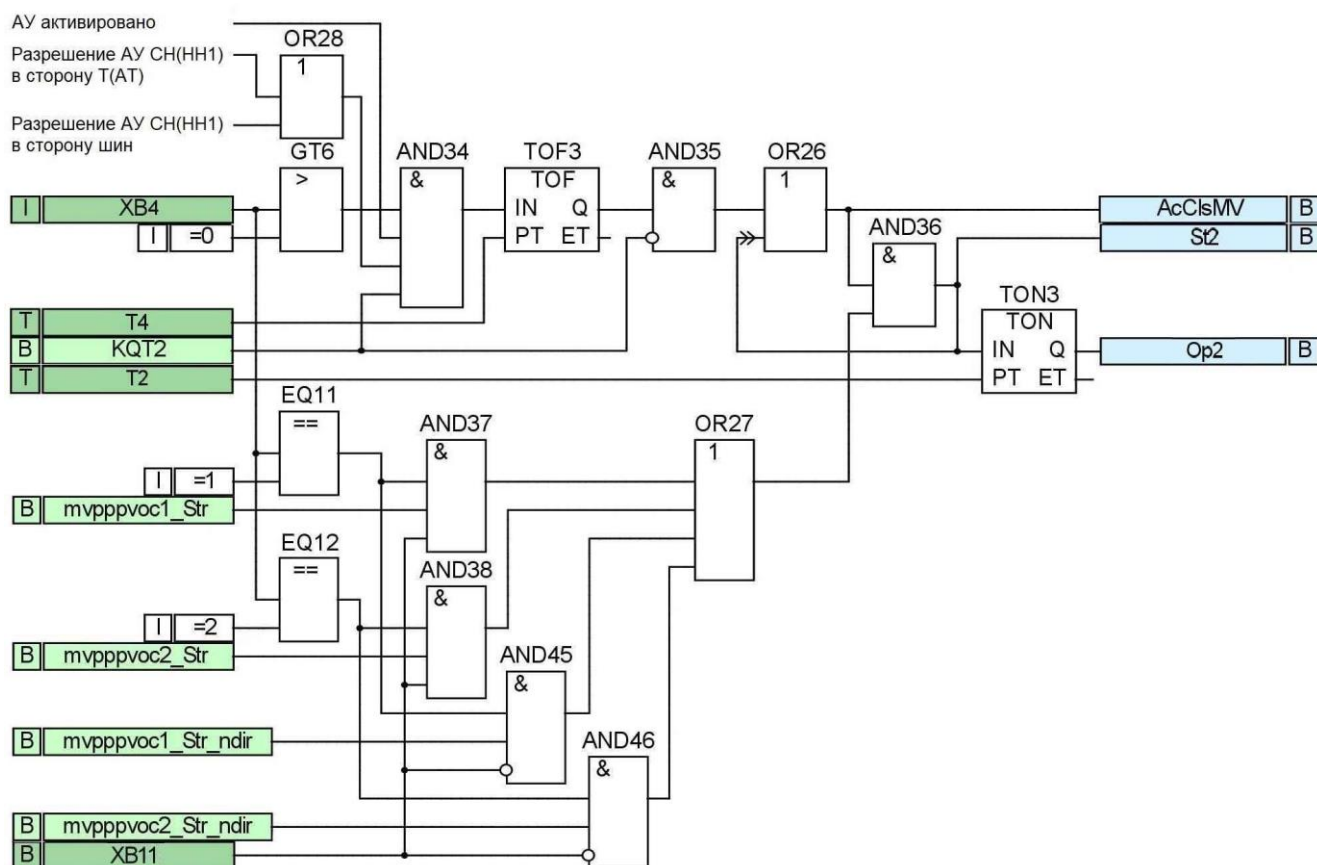 АУ активировано
OR28
1
Разрешение АУ СН(НН1)
в сторону Т(АТ)
Разрешение АУ СН(НН1)
в сторону шин
GT6
>
AND34
&
TOF3
TOF
IN Q
PT ET
AND35
&
OR26
1
I XB4
I =0
AcClsMV B
St2 B
AND36
&
TON3
TON
IN Q
PT ET
Op2 B
T T4
B KQT2
T T2
EQ11
==
AND37
&
OR27
1
I =1
B mvpppvoc1_Str
EQ12
==
AND38
&
I =2
B mvpppvoc2_Str
AND45
&
B mvpppvoc1_Str_ndir
AND46
&
B mvpppvoc2_Str_ndir
B XB11